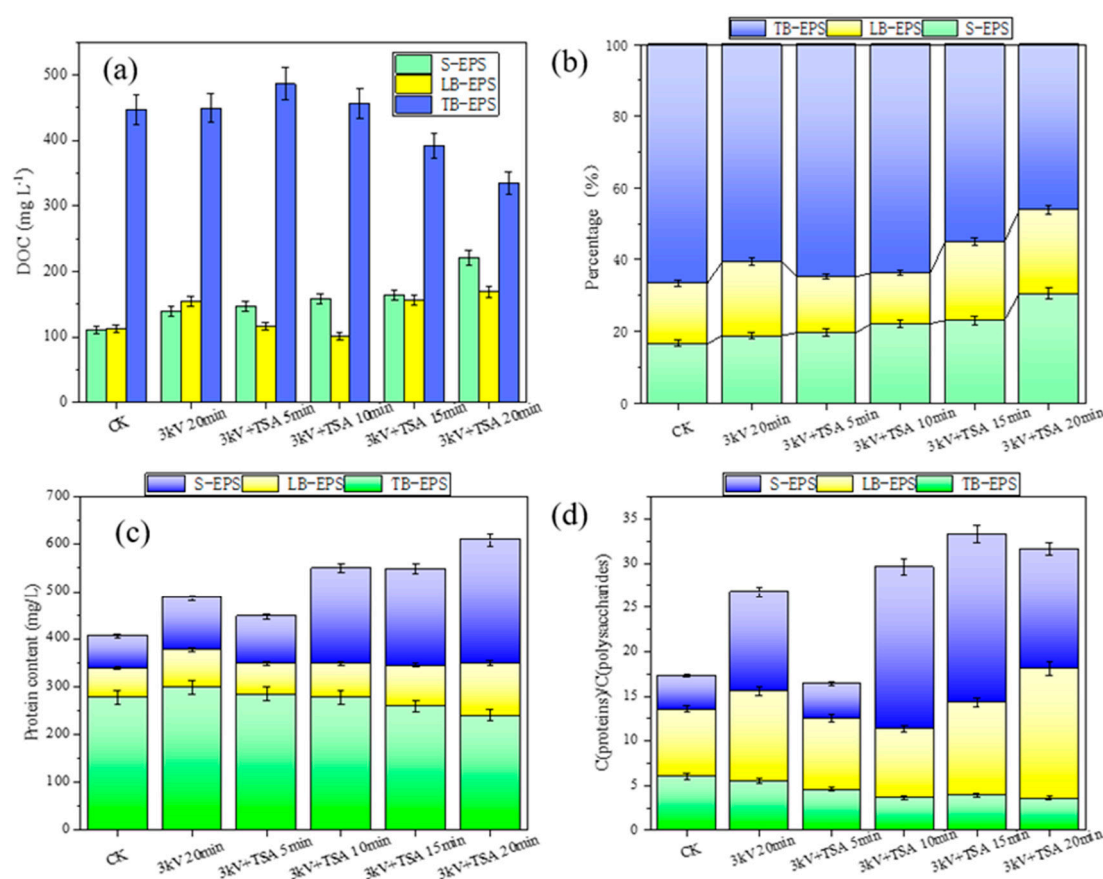 (a)
S-EPS
LB-EPS
TB-EPS
DOC (mg L⁻¹)
500
400
300
200
100
0
CK
3kV 20min
3kV+TSA 5min
3kV+TSA 10min
3kV+TSA 15min
3kV+TSA 20min
(b)
TB-EPS LB-EPS S-EPS
Percentage (%)
100
80
60
40
20
0
CK
3kV 20min
3kV+TSA 5min
3kV+TSA 10min
3kV+TSA 15min
3kV+TSA 20min
(c)
S-EPS LB-EPS TB-EPS
Protein content (mg/L)
700
600
500
400
300
200
100
0
CK
3kV 20min
3kV+TSA 5min
3kV+TSA 10min
3kV+TSA 15min
3kV+TSA 20min
(d)
S-EPS LB-EPS TB-EPS
C(proteins)/C(polysaccharides)
35
30
25
20
15
10
5
0
CK
3kV 20min
3kV+TSA 5min
3kV+TSA 10min
3kV+TSA 15min
3kV+TSA 20min